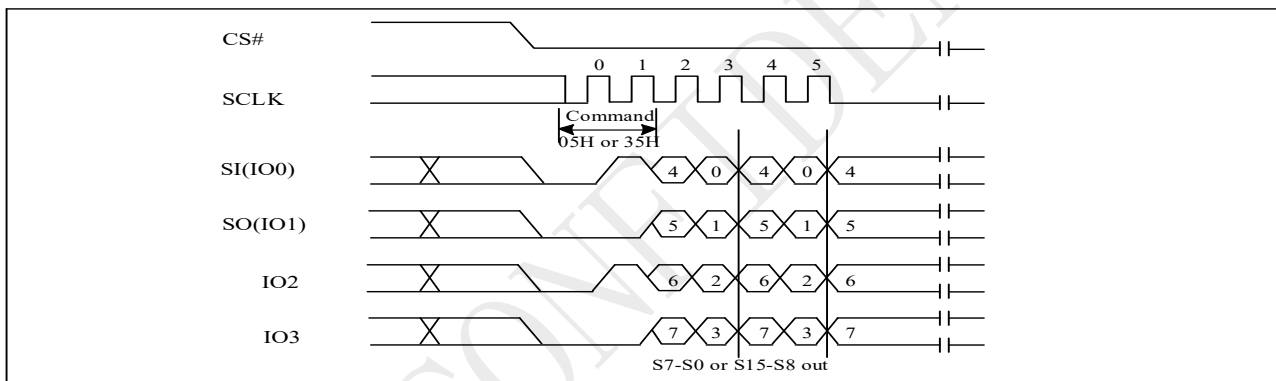 CS#
0 1 2 3 4 5
SCLK
Command
05H or 35H
SI(IO0) 4 0 4 0 4
SO(IO1) 5 1 5 1 5
IO2 6 2 6 2 6
IO3 7 3 7 3 7
S7-S0 or S15-S8 out